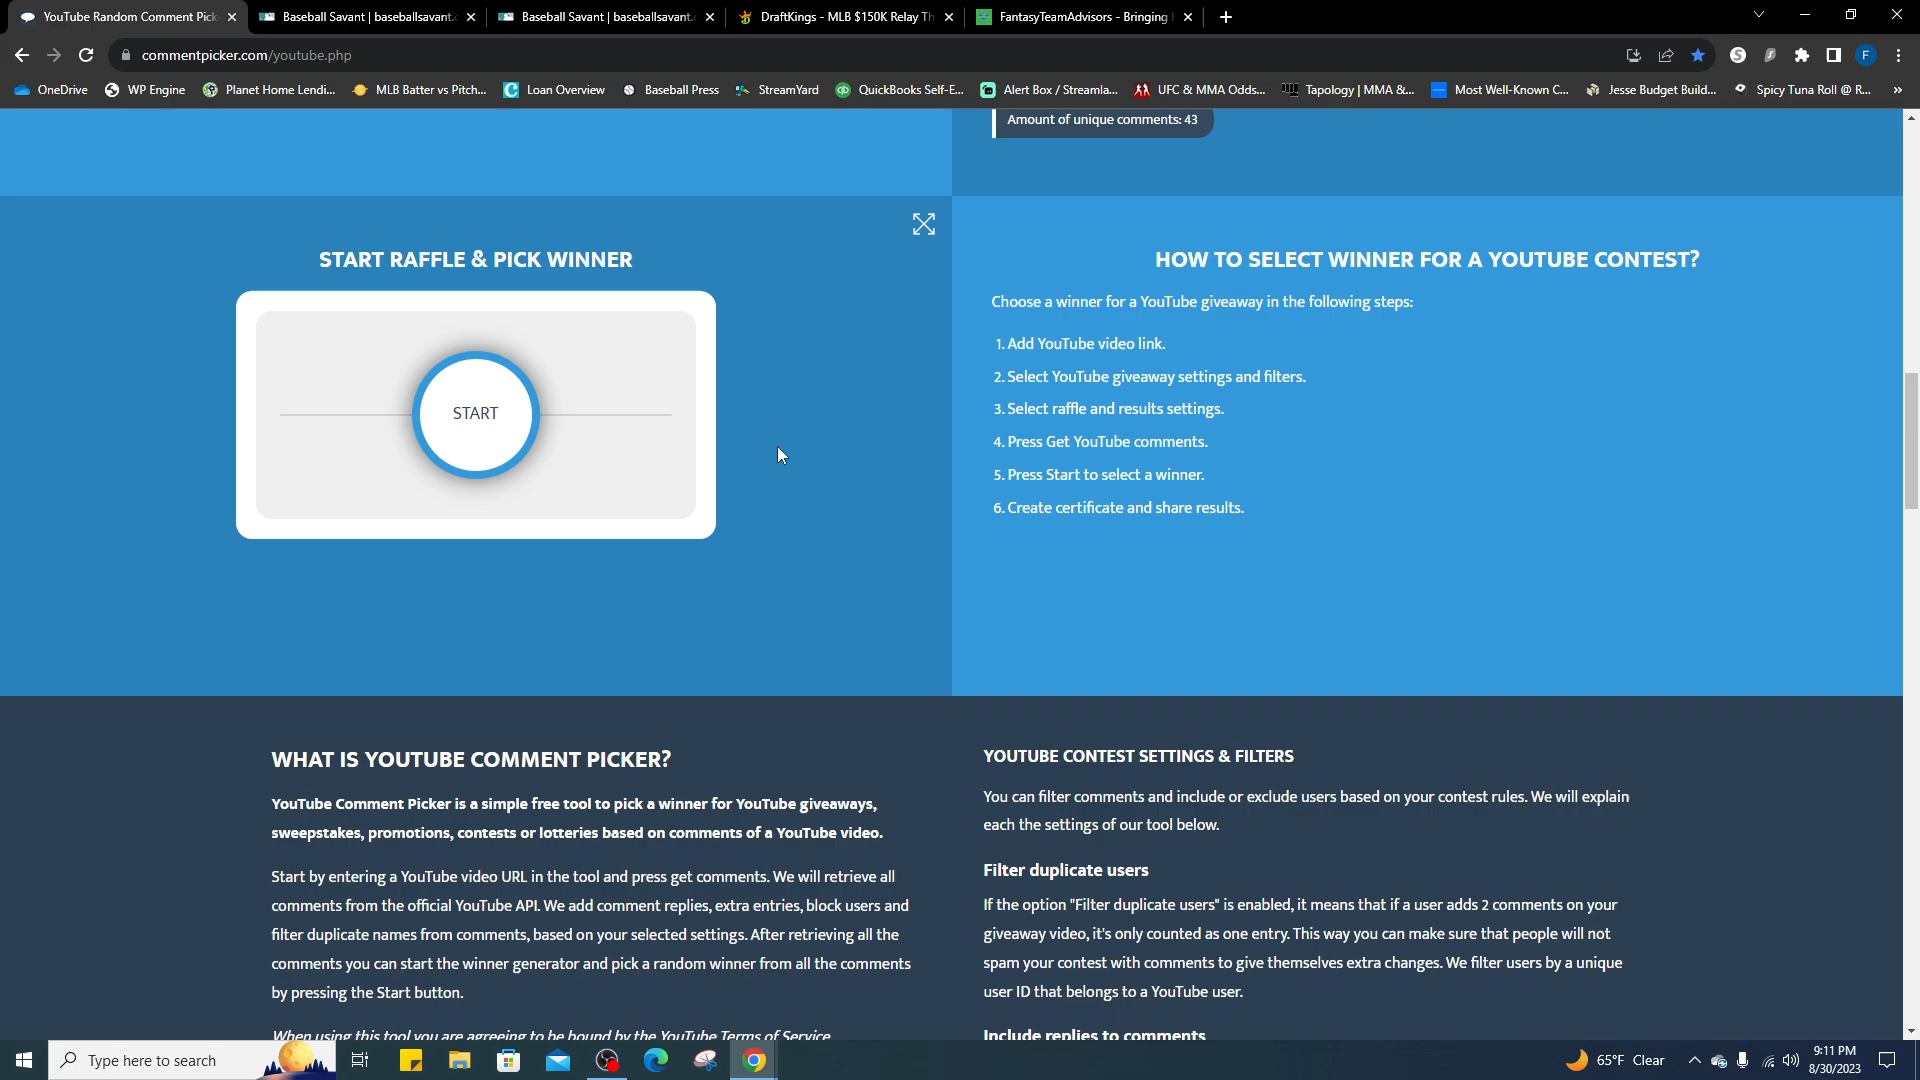 YouTube Random Comment Pick
Baseball Savant | baseballsavant.c
Baseball Savant | baseballsavant.c
DraftKings - MLB $150K Relay Th
FantasyTeamAdvisors - Bringing
commentpicker.com/youtube.php
F
OneDrive
WP Engine
Planet Home Lendi...
MLB Batter vs Pitch...
Loan Overview
Baseball Press
StreamYard
QuickBooks Self-E...
Alert Box / Streamla...
UFC & MMA Odds...
Tapology | MMA &...
Most Well-Known C...
Jesse Budget Build...
Spicy Tuna Roll @ R...
»
Amount of unique comments: 43
START RAFFLE & PICK WINNER
START
HOW TO SELECT WINNER FOR A YOUTUBE CONTEST?
Choose a winner for a YouTube giveaway in the following steps:
1. Add YouTube video link.
2. Select YouTube giveaway settings and filters.
3. Select raffle and results settings.
4. Press Get YouTube comments.
5. Press Start to select a winner.
6. Create certificate and share results.
WHAT IS YOUTUBE COMMENT PICKER?
YouTube Comment Picker is a simple free tool to pick a winner for YouTube giveaways,
sweepstakes, promotions, contests or lotteries based on comments of a YouTube video.
Start by entering a YouTube video URL in the tool and press get comments. We will retrieve all
comments from the official YouTube API. We add comment replies, extra entries, block users and
filter duplicate names from comments, based on your selected settings. After retrieving all the
comments you can start the winner generator and pick a random winner from all the comments
by pressing the Start button.
When using this tool you are agreeing to be bound by the YouTube Terms of Service
YOUTUBE CONTEST SETTINGS & FILTERS
You can filter comments and include or exclude users based on your contest rules. We will explain
each the settings of our tool below.
Filter duplicate users
If the option "Filter duplicate users" is enabled, it means that if a user adds 2 comments on your
giveaway video, it's only counted as one entry. This way you can make sure that people will not
spam your contest with comments to give themselves extra changes. We filter users by a unique
user ID that belongs to a YouTube user.
Include replies to comments
Type here to search
65°F Clear
9:11 PM
8/30/2023